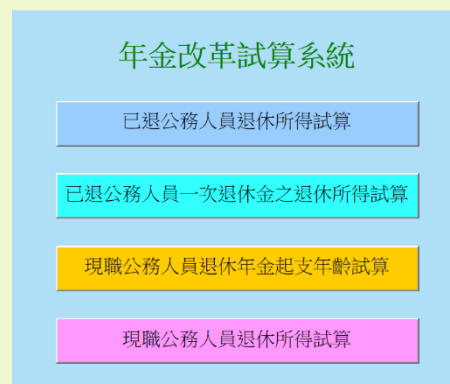 年金改革試算系統
已退公務人員退休所得試算
已退公務人員一次退休金之退休所得試算
現職公務人員退休年金起支年齡試算
現職公務人員退休所得試算